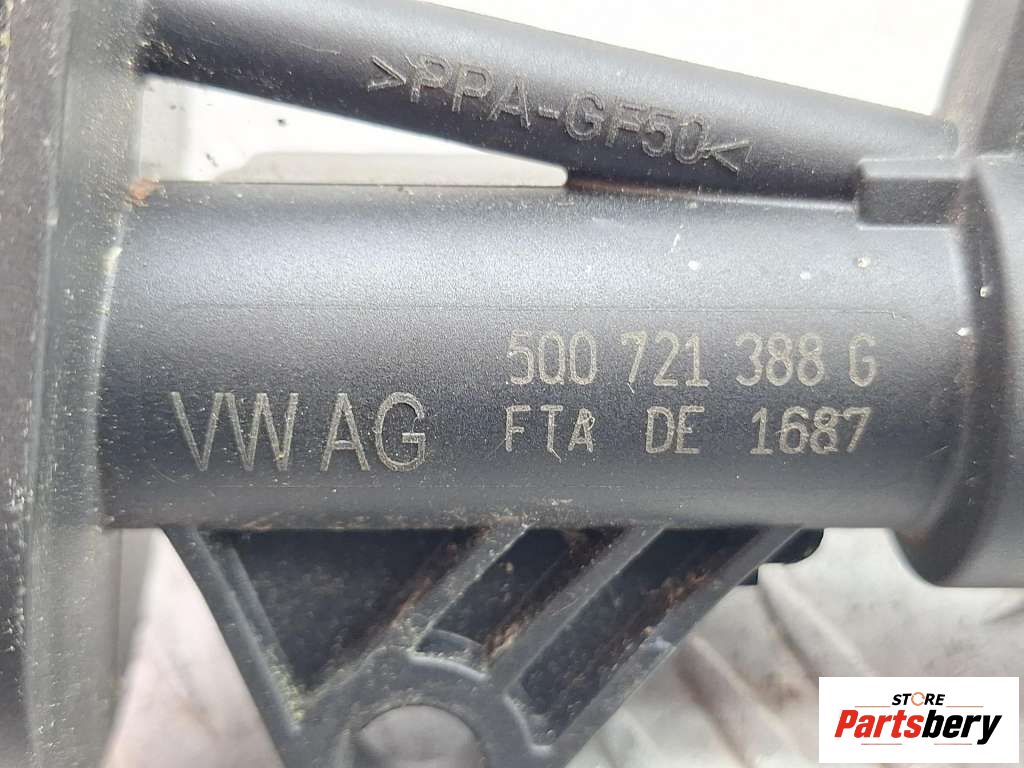 >PPA-GF50<
5Q0 721 388 G
VW AG FTA DE 1687
STORE
Partsbery